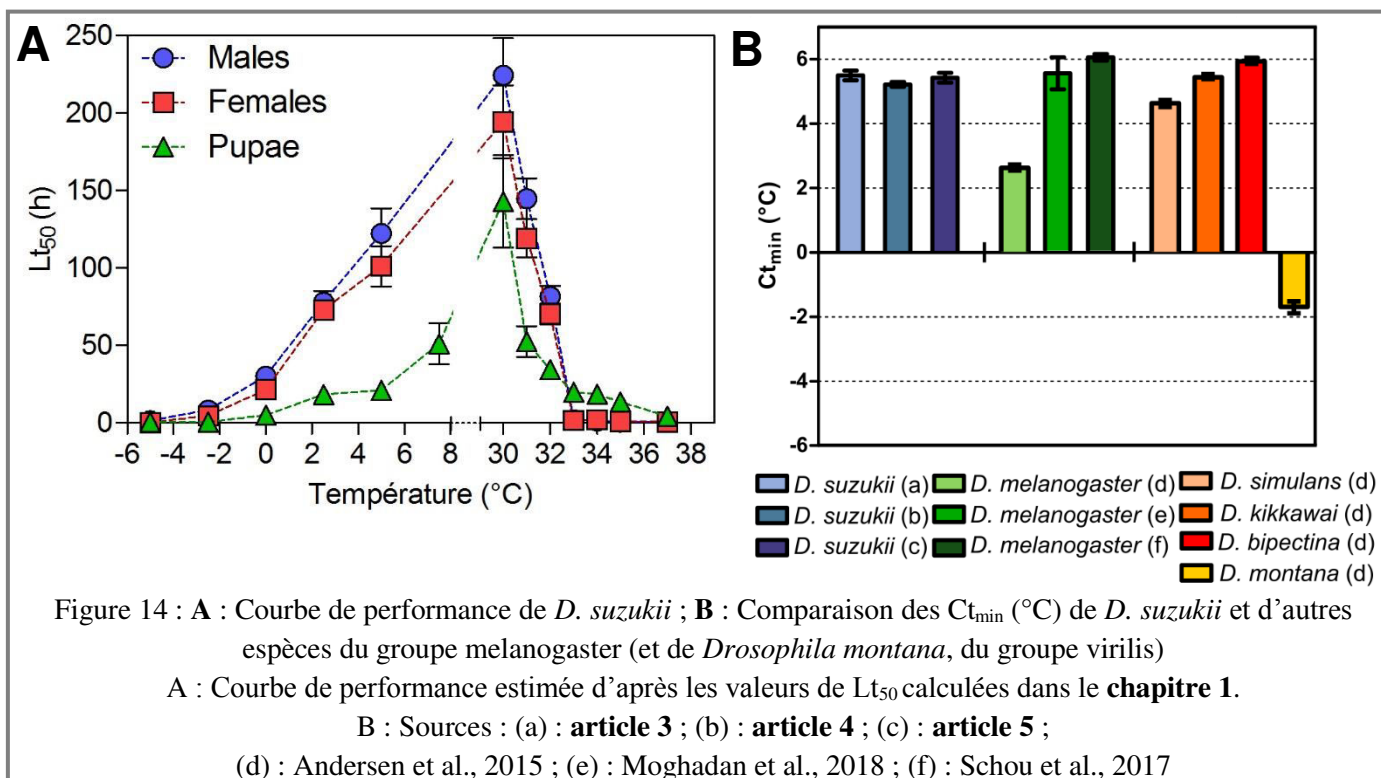 A
B
250
200
150
100
50
0
Lt50 (h)
Males
Females
Pupae
-6 -4 -2 0 2 4 6 8 30 32 34 36 38
Température (°C)
6
4
2
0
-2
-4
-6
Ctmin (°C)
D. suzukii (a) D. melanogaster (d) D. simulans (d)
D. suzukii (b) D. melanogaster (e) D. kikkawai (d)
D. suzukii (c) D. melanogaster (f) D. bipectina (d)
D. montana (d)
Figure 14 : A : Courbe de performance de D. suzukii ; B : Comparaison des Ctmin (°C) de D. suzukii et d’autres
espèces du groupe melanogaster (et de Drosophila montana, du groupe virilis)
A : Courbe de performance estimée d’après les valeurs de Lt50 calculées dans le chapitre 1.
B : Sources : (a) : article 3 ; (b) : article 4 ; (c) : article 5 ;
(d) : Andersen et al., 2015 ; (e) : Moghadan et al., 2018 ; (f) : Schou et al., 2017